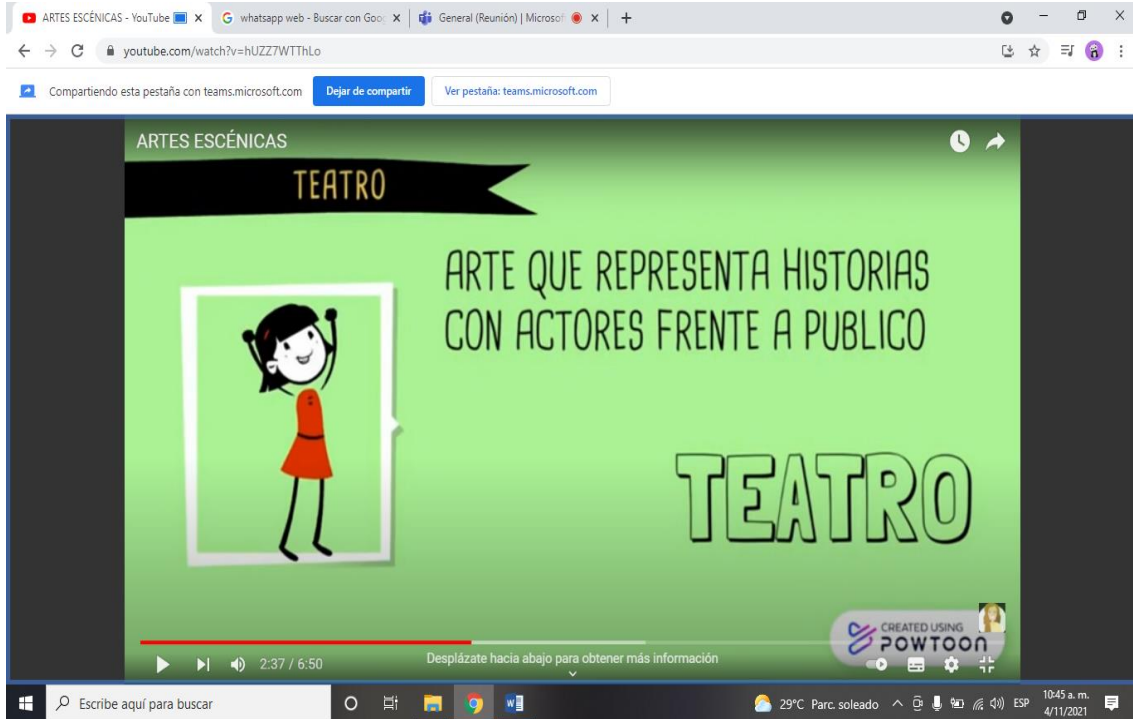 ARTES ESCÉNICAS - YouTube
whatsapp web - Buscar con Goo
General (Reunión) | Microsof
youtube.com/watch?v=hUZZ7WTThLo
Compartiendo esta pestaña con teams.microsoft.com
Dejar de compartir
Ver pestaña: teams.microsoft.com
ARTES ESCÉNICAS
TEATRO
ARTE QUE REPRESENTA HISTORIAS
CON ACTORES FRENTE A PUBLICO
TEATRO
CREATED USING
POWTOON
2:37 / 6:50
Desplázate hacia abajo para obtener más información
Escribe aquí para buscar
29°C Parc. soleado
ESP
10:45 a. m.
4/11/2021